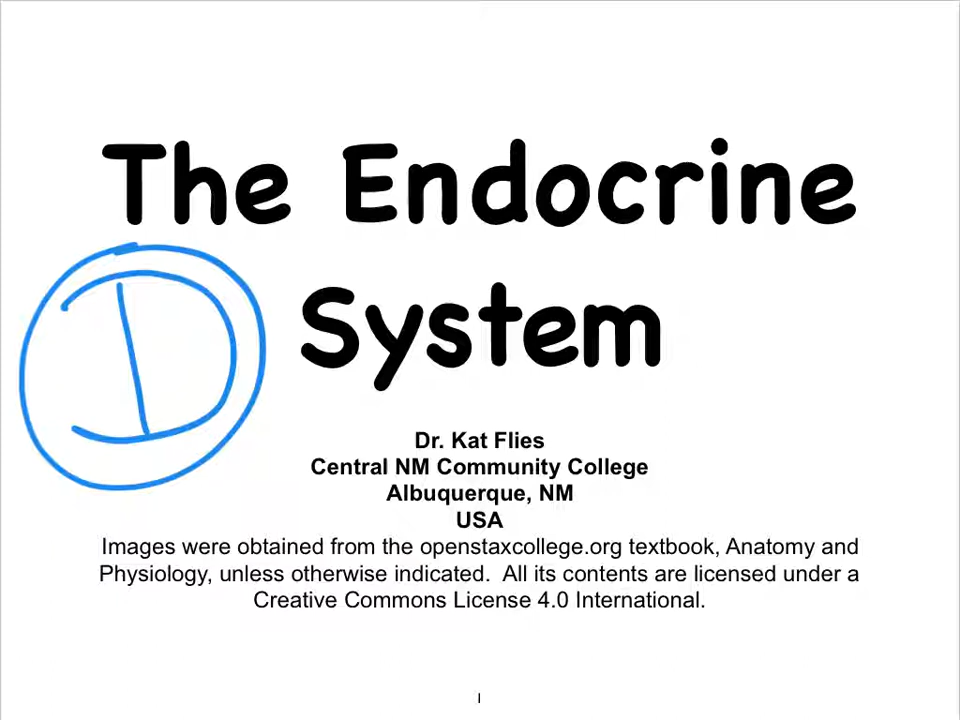 The Endocrine
System
D
Dr. Kat Flies
Central NM Community College
Albuquerque, NM
USA
Images were obtained from the openstaxcollege.org textbook, Anatomy and
Physiology, unless otherwise indicated.  All its contents are licensed under a
Creative Commons License 4.0 International.
1